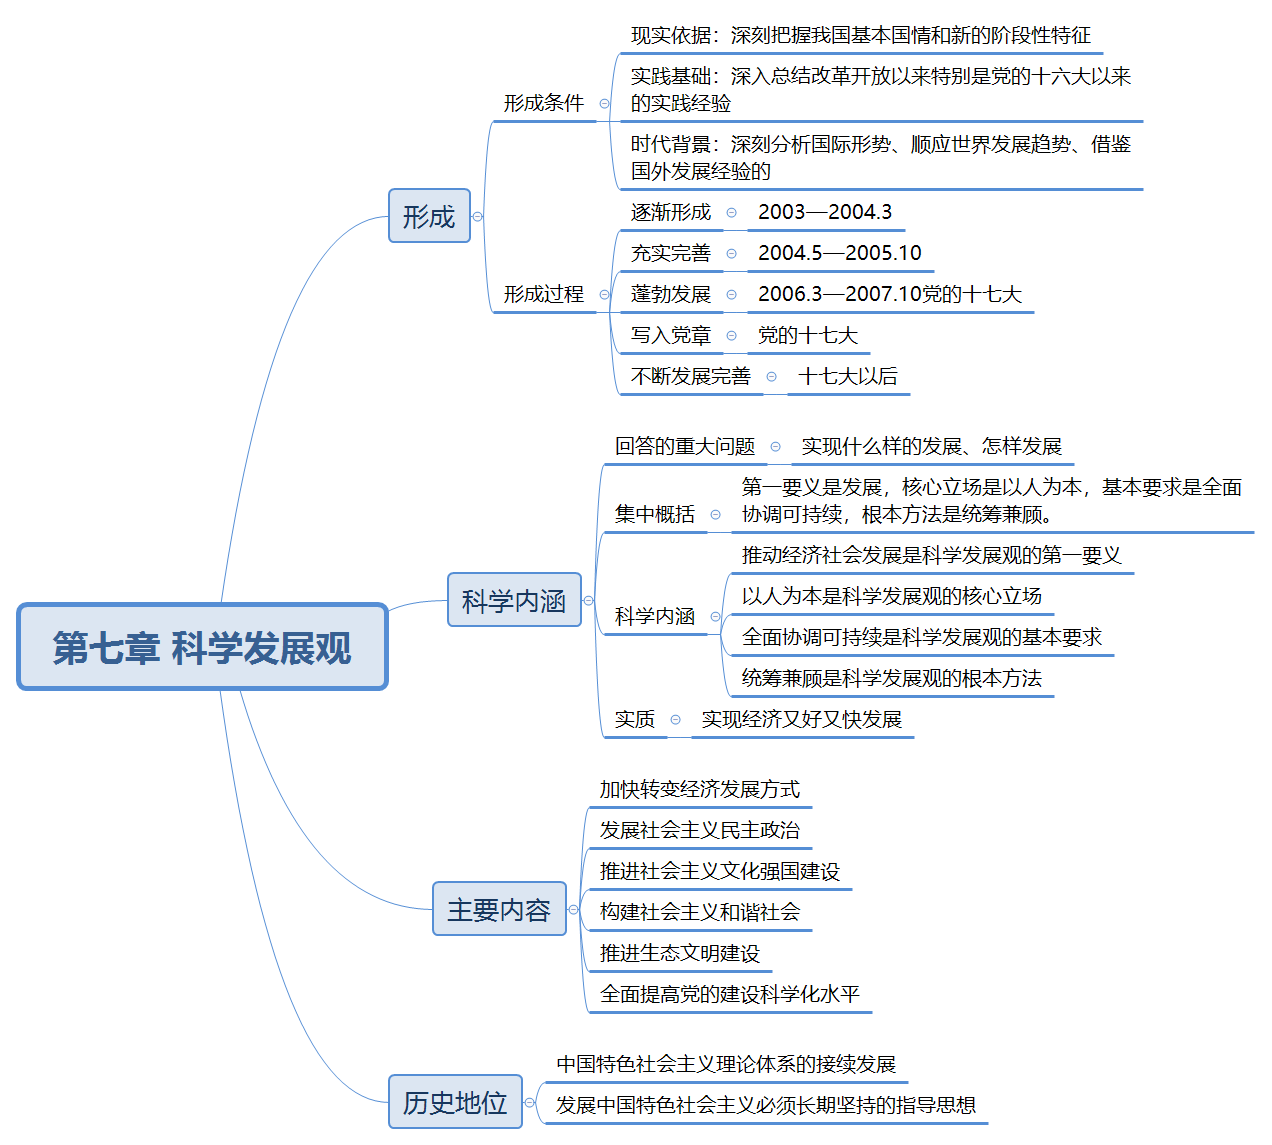 第七章 科学发展观
形成
形成条件
现实依据：深刻把握我国基本国情和新的阶段性特征
实践基础：深入总结改革开放以来特别是党的十六大以来
的实践经验
时代背景：深刻分析国际形势、顺应世界发展趋势、借鉴
国外发展经验的
形成过程
逐渐形成
2003—2004.3
充实完善
2004.5—2005.10
蓬勃发展
2006.3—2007.10党的十七大
写入党章
党的十七大
不断发展完善
十七大以后
科学内涵
回答的重大问题
实现什么样的发展、怎样发展
集中概括
第一要义是发展，核心立场是以人为本，基本要求是全面
协调可持续，根本方法是统筹兼顾。
科学内涵
推动经济社会发展是科学发展观的第一要义
以人为本是科学发展观的核心立场
全面协调可持续是科学发展观的基本要求
统筹兼顾是科学发展观的根本方法
实质
实现经济又好又快发展
主要内容
加快转变经济发展方式
发展社会主义民主政治
推进社会主义文化强国建设
构建社会主义和谐社会
推进生态文明建设
全面提高党的建设科学化水平
历史地位
中国特色社会主义理论体系的接续发展
发展中国特色社会主义必须长期坚持的指导思想